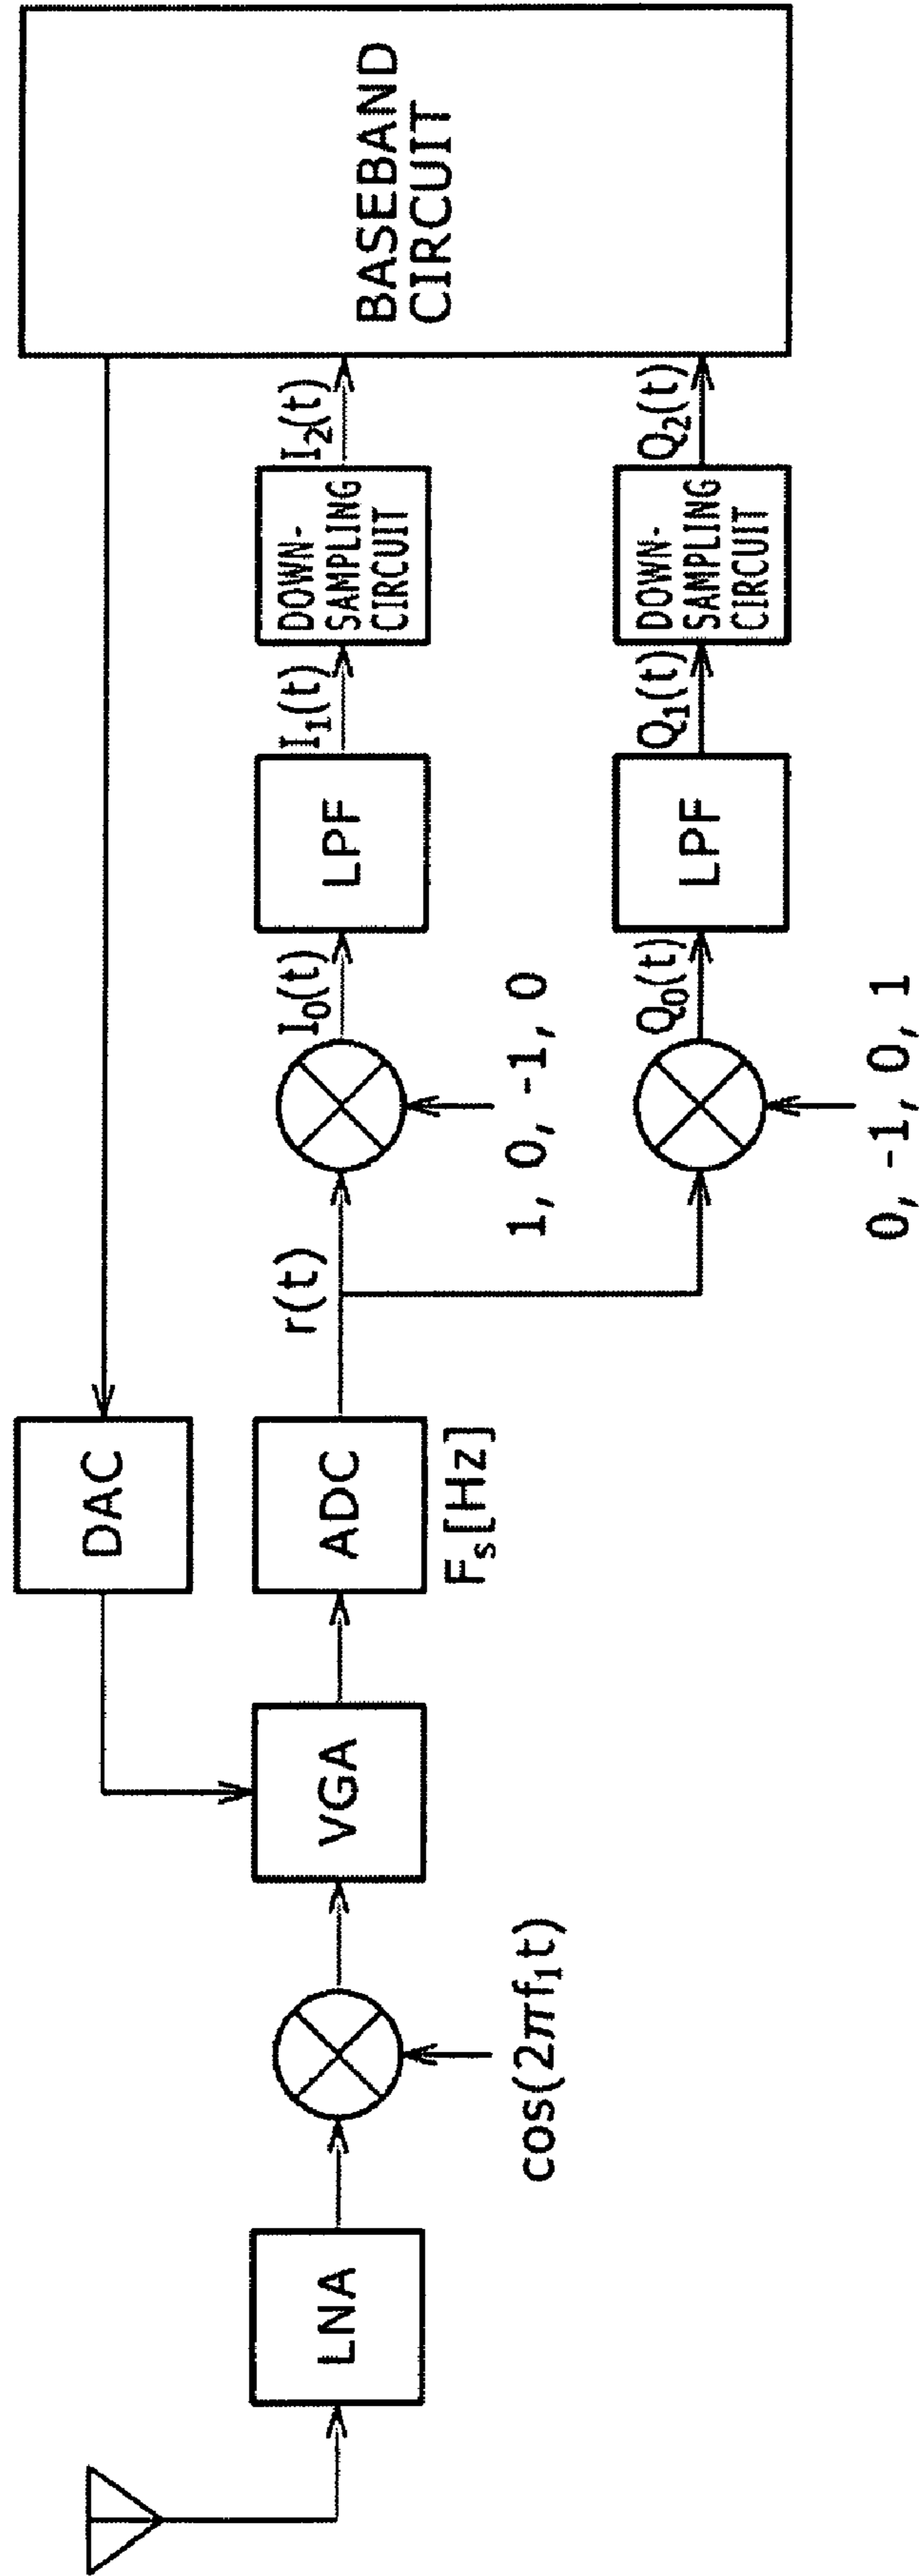 LNA
cos(2πf₁t)
VGA
DAC
ADC
Fₛ[Hz]
r(t)
1, 0, -1, 0
0, -1, 0, 1
I₀(t)
Q₀(t)
LPF
LPF
I₁(t)
Q₁(t)
DOWN-
SAMPLING
CIRCUIT
DOWN-
SAMPLING
CIRCUIT
I₂(t)
Q₂(t)
BASEBAND
CIRCUIT